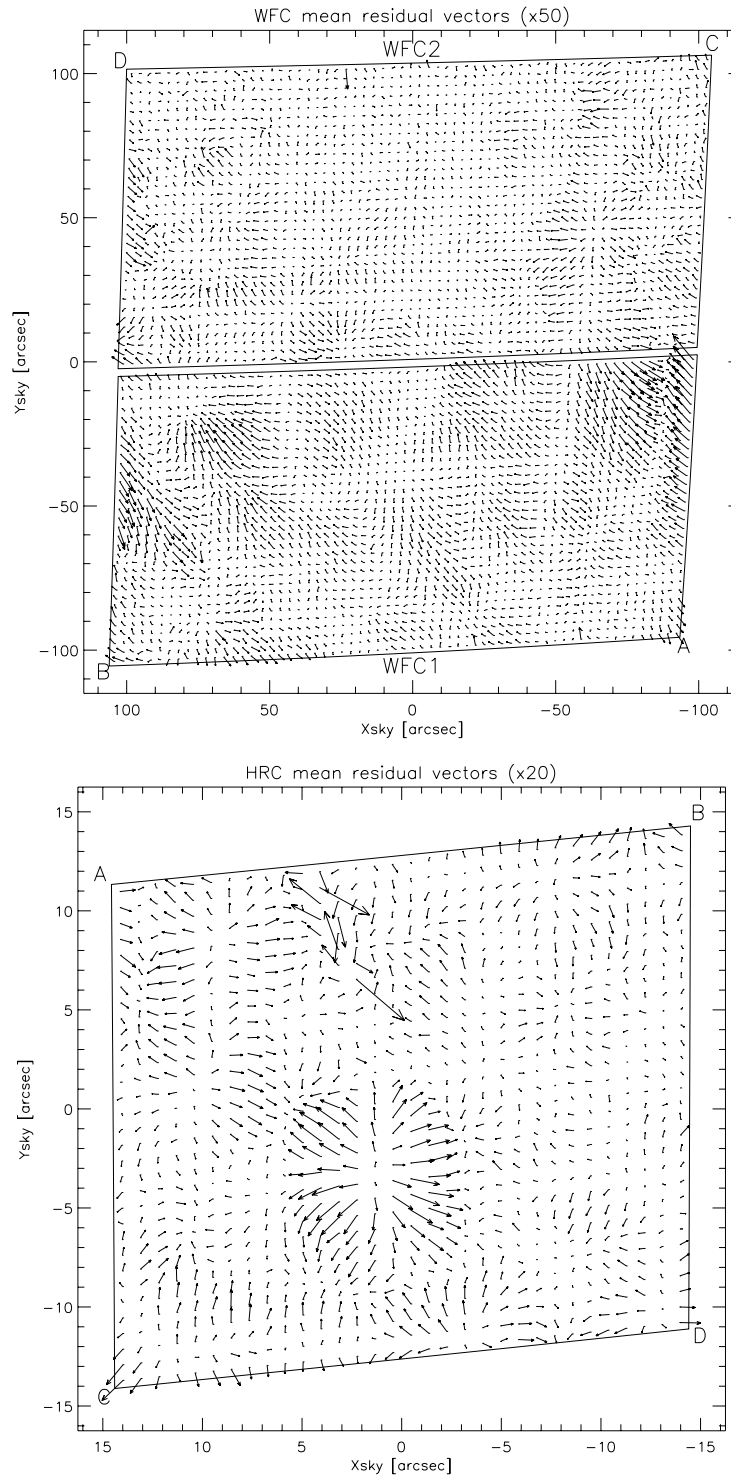 WFC mean residual vectors (x50)
D
WFC2
C
100
50
0
−50
−100
Ysky [arcsec]
B
WFC1
A
100
50
0
−50
−100
Xsky [arcsec]
HRC mean residual vectors (x20)
15
10
5
0
−5
−10
−15
Ysky [arcsec]
A
B
C
D
15
10
5
0
−5
−10
−15
Xsky [arcsec]